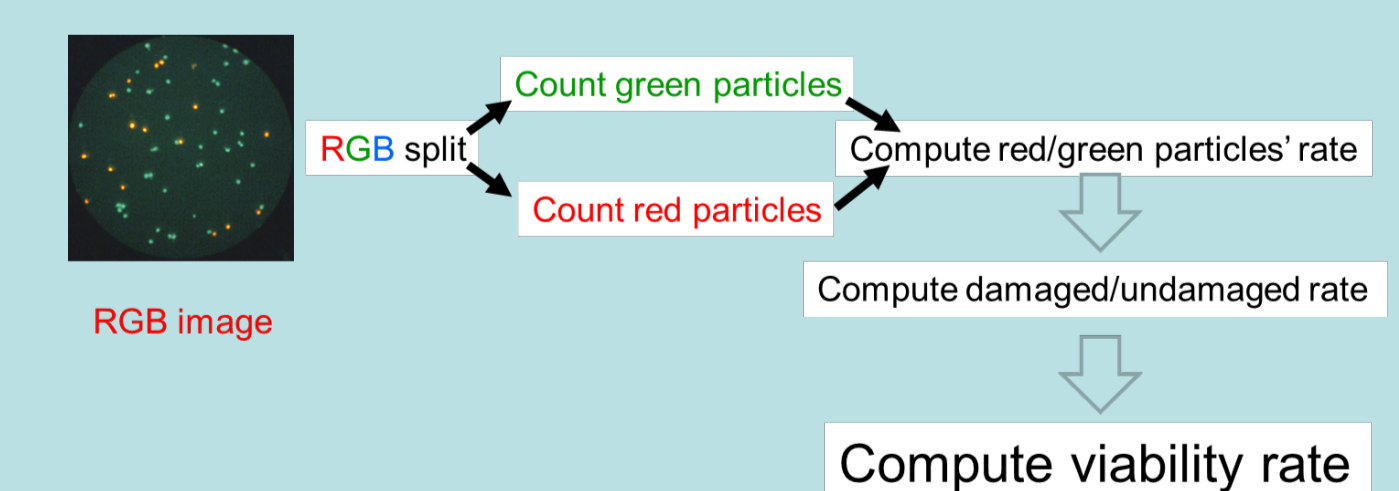 Count green particles
RGB split
Compute red/green particles' rate
Count red particles
Compute damaged/undamaged rate
RGB image
Compute viability rate